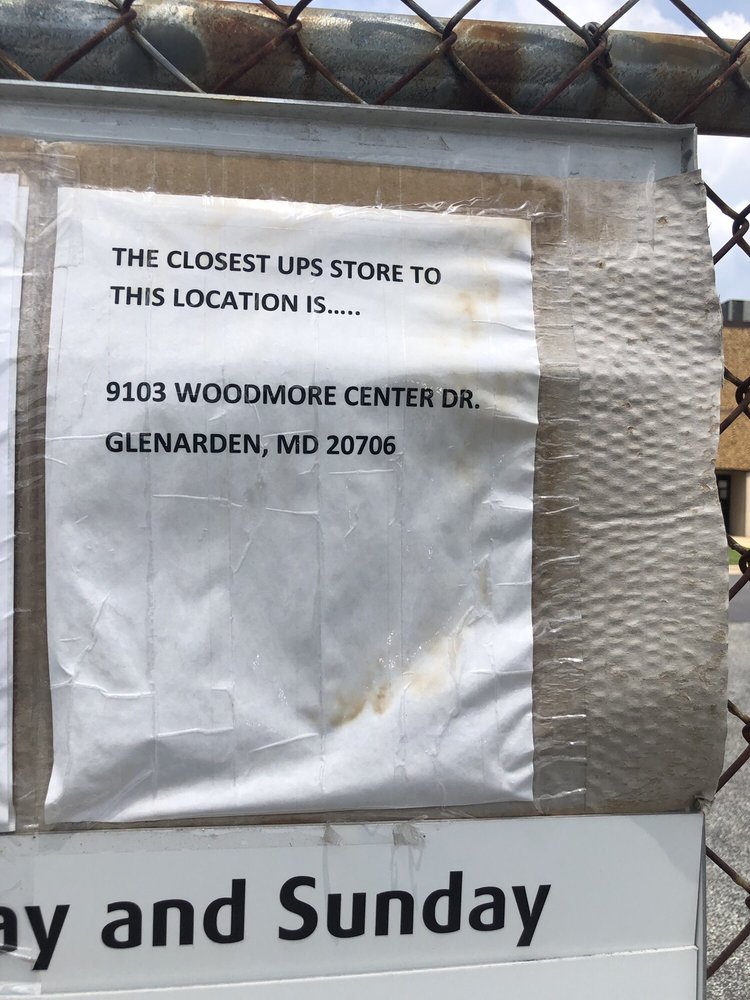 THE CLOSEST UPS STORE TO
THIS LOCATION IS.....
9103 WOODMORE CENTER DR.
GLENARDEN, MD 20706
ay and Sunday